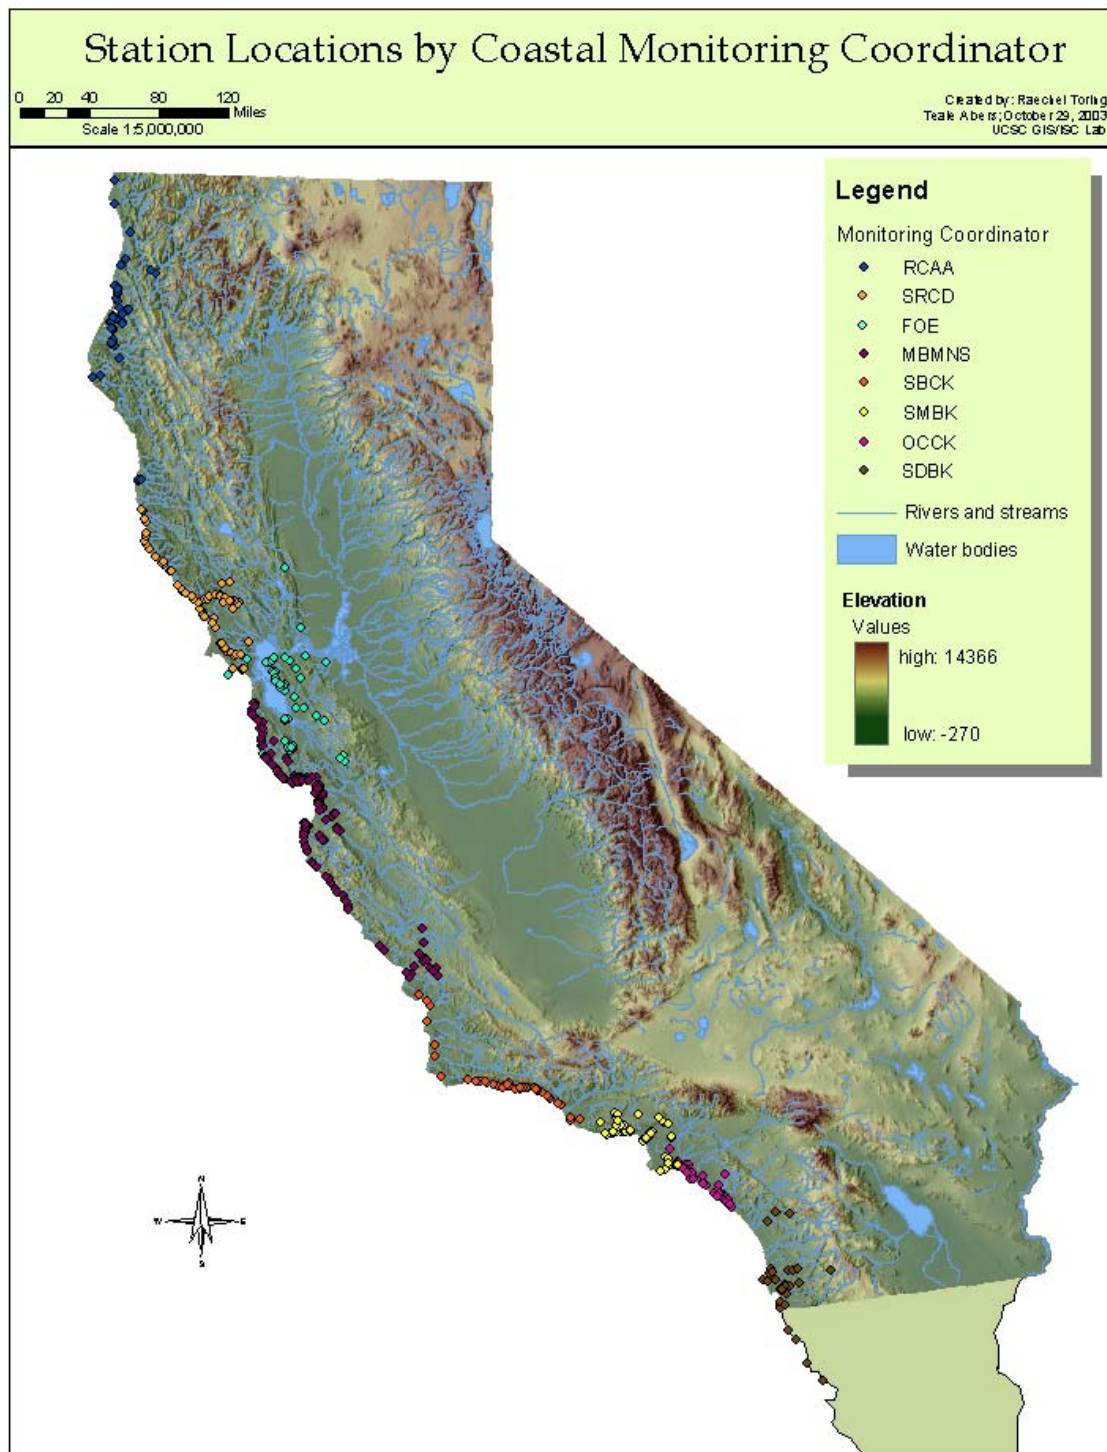 Station Locations by Coastal Monitoring Coordinator
0 20 40 80 120
Miles
Scale 1:5,000,000
Created by: Raechel Toring
Teale Abers; October 29, 2003
UCSC GIS/ISC Lab
Legend
Monitoring Coordinator
RCAA
SRCD
FOE
MBMNS
SBCK
SMBK
OCCK
SDBK
Rivers and streams
Water bodies
Elevation
Values
high: 14366
low: -270
N
W E
S